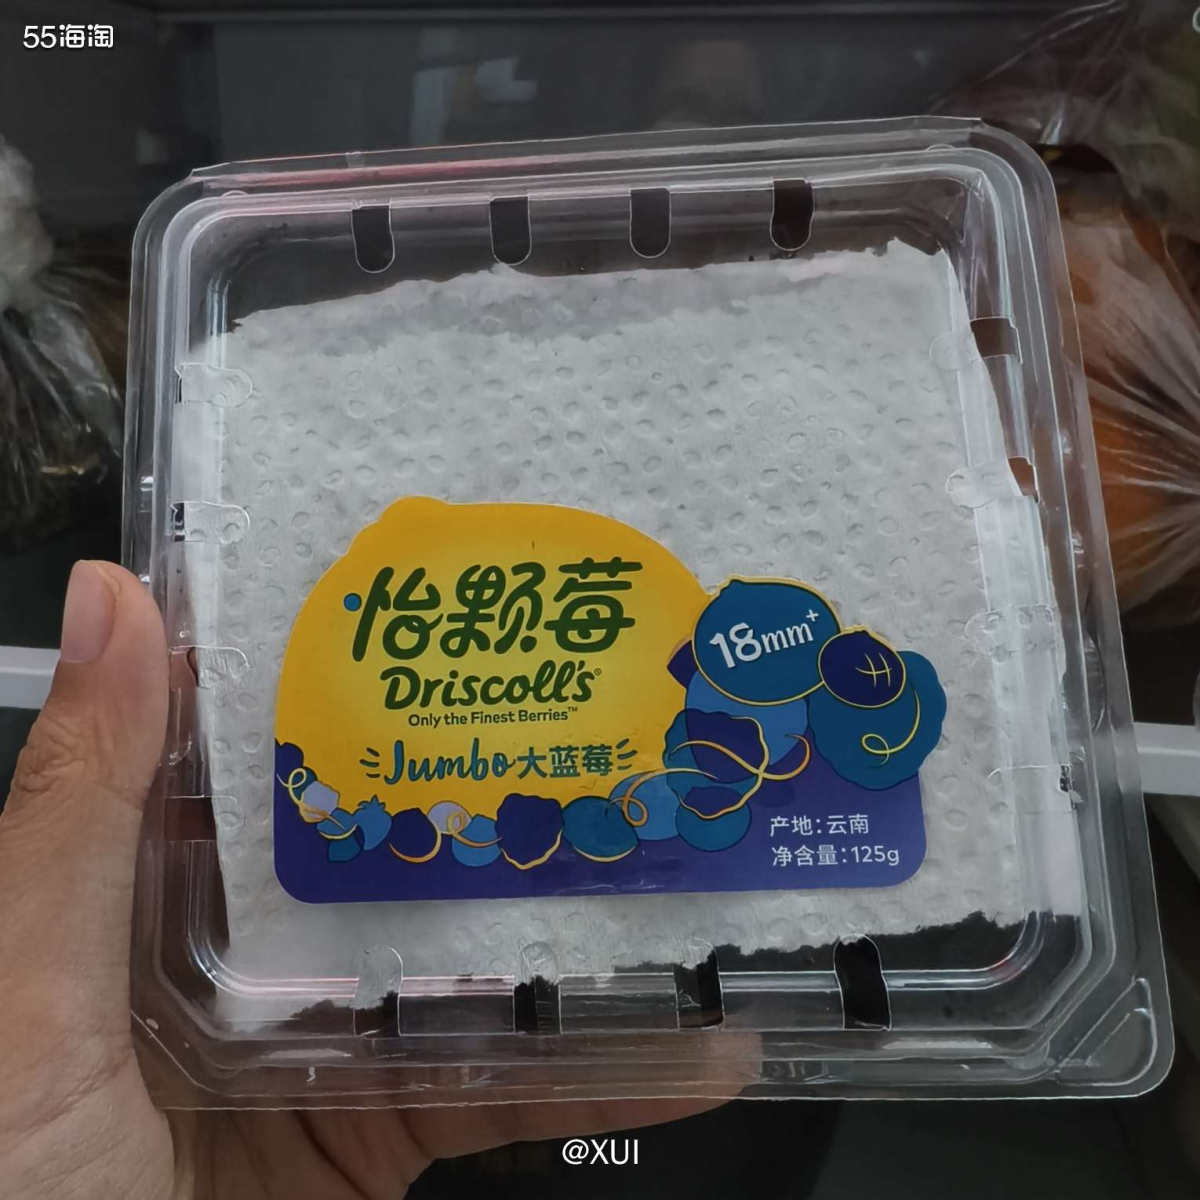 55海淘
怡颗莓
Driscoll's®
Only the Finest Berries™
Jumbo大蓝莓
18mm+
产地:云南
净含量:125g
@XUI